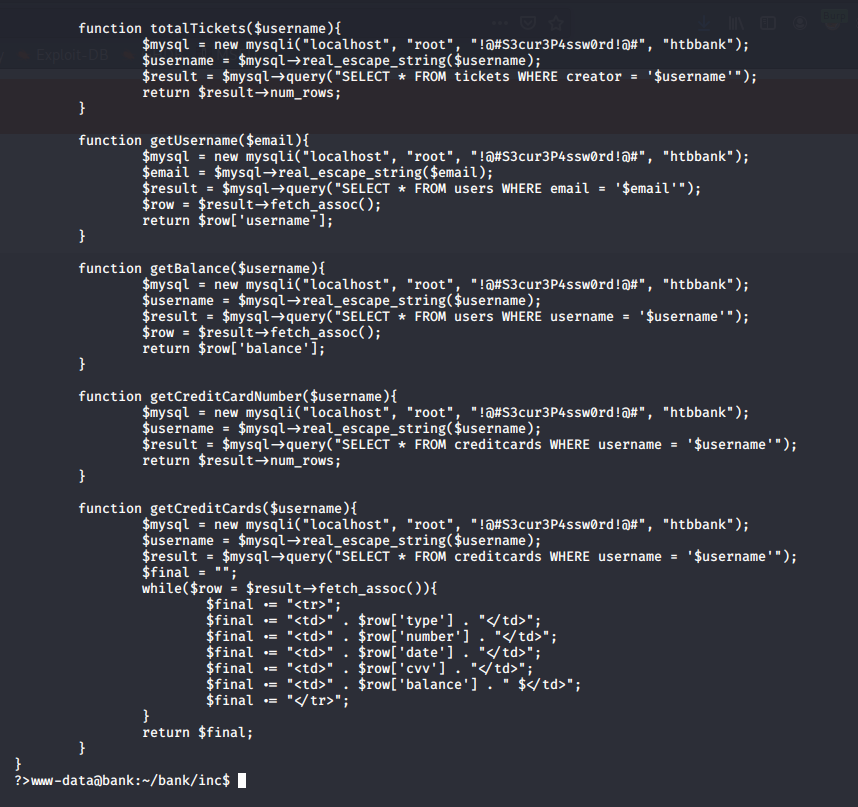 Exploit-DB
function totalTickets($username){
$mysql = new mysqli("localhost", "root", "!@#S3cur3P4ssw0rd!@#", "htbbank");
$username = $mysql->real_escape_string($username);
$result = $mysql->query("SELECT * FROM tickets WHERE creator = '$username'");
return $result->num_rows;
}
function getUsername($email){
$mysql = new mysqli("localhost", "root", "!@#S3cur3P4ssw0rd!@#", "htbbank");
$email = $mysql->real_escape_string($email);
$result = $mysql->query("SELECT * FROM users WHERE email = '$email'");
$row = $result->fetch_assoc();
return $row['username'];
}
function getBalance($username){
$mysql = new mysqli("localhost", "root", "!@#S3cur3P4ssw0rd!@#", "htbbank");
$username = $mysql->real_escape_string($username);
$result = $mysql->query("SELECT * FROM users WHERE username = '$username'");
$row = $result->fetch_assoc();
return $row['balance'];
}
function getCreditCardNumber($username){
$mysql = new mysqli("localhost", "root", "!@#S3cur3P4ssw0rd!@#", "htbbank");
$username = $mysql->real_escape_string($username);
$result = $mysql->query("SELECT * FROM creditcards WHERE username = '$username'");
return $result->num_rows;
}
function getCreditCards($username){
$mysql = new mysqli("localhost", "root", "!@#S3cur3P4ssw0rd!@#", "htbbank");
$username = $mysql->real_escape_string($username);
$result = $mysql->query("SELECT * FROM creditcards WHERE username = '$username'");
$final = "";
while($row = $result->fetch_assoc()){
$final .= "<tr>";
$final .= "<td>" . $row['type'] . "</td>";
$final .= "<td>" . $row['number'] . "</td>";
$final .= "<td>" . $row['date'] . "</td>";
$final .= "<td>" . $row['cvv'] . "</td>";
$final .= "<td>" . $row['balance'] . " $</td>";
$final .= "</tr>";
}
return $final;
}
}
?>www-data@bank:~/bank/inc$